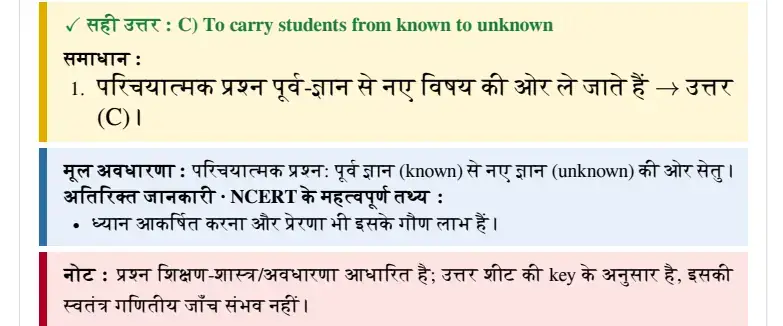 ✓ सही उत्तर : C) To carry students from known to unknown
समाधान :
1. परिचयात्मक प्रश्न पूर्व-ज्ञान से नए विषय की ओर ले जाते हैं → उत्तर
(C)।
मूल अवधारणा : परिचयात्मक प्रश्न: पूर्व ज्ञान (known) से नए ज्ञान (unknown) की ओर सेतु।
अतिरिक्त जानकारी · NCERT के महत्वपूर्ण तथ्य :
• ध्यान आकर्षित करना और प्रेरणा भी इसके गौण लाभ हैं।
नोट : प्रश्न शिक्षण-शास्त्र/अवधारणा आधारित है; उत्तर शीट की key के अनुसार है, इसकी
स्वतंत्र गणितीय जाँच संभव नहीं।